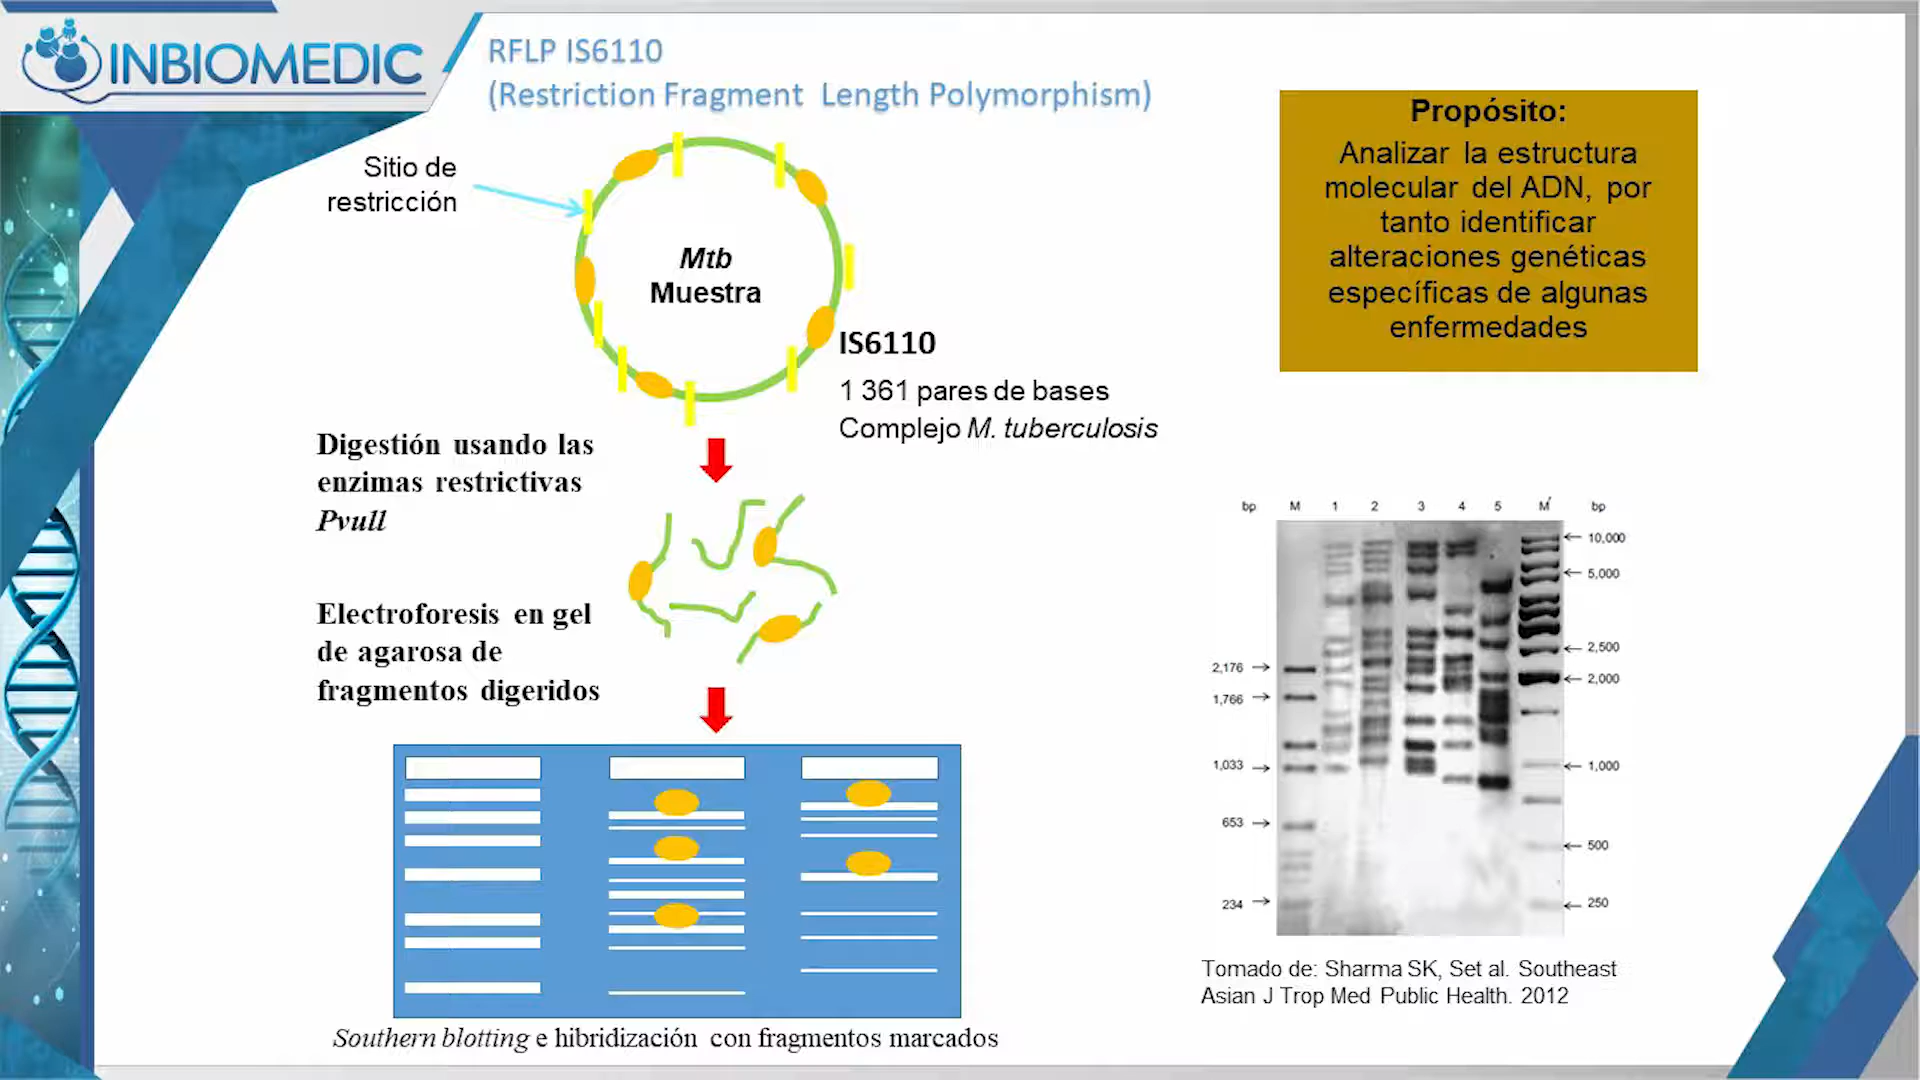 INBIOMEDIC
RFLP IS6110
(Restriction Fragment Length Polymorphism)
Sitio de
restricción
Mtb
Muestra
IS6110
1 361 pares de bases
Complejo M. tuberculosis
Digestión usando las
enzimas restrictivas
Pvull
Electroforesis en gel
de agarosa de
fragmentos digeridos
Southern blotting e hibridización con fragmentos marcados
Propósito:
Analizar la estructura
molecular del ADN, por
tanto identificar
alteraciones genéticas
específicas de algunas
enfermedades
bp M 1 2 3 4 5 M' bp
10,000
5,000
2,500
2,176
2,000
1,766
1,033
1,000
653
500
234
250
Tomado de: Sharma SK, Set al. Southeast
Asian J Trop Med Public Health. 2012